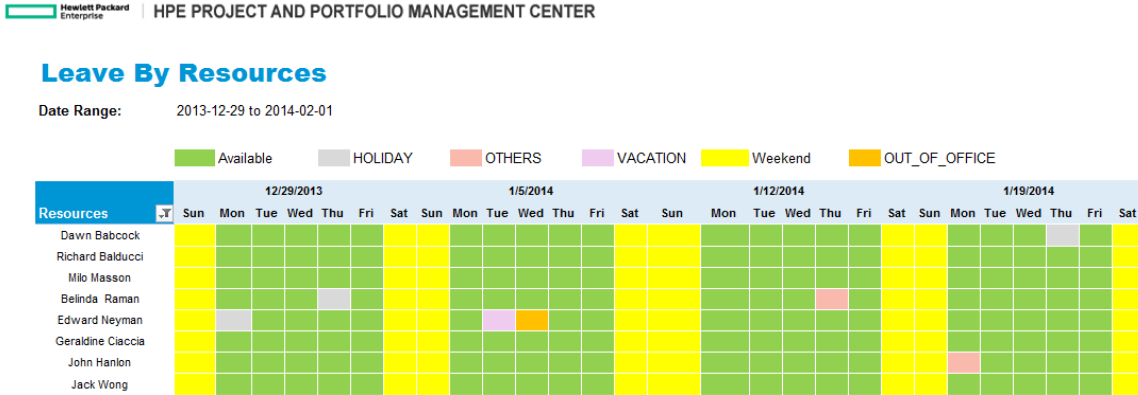 Hewlett Packard
Enterprise
HPE PROJECT AND PORTFOLIO MANAGEMENT CENTER
Leave By Resources
Date Range: 2013-12-29 to 2014-02-01
Available HOLIDAY OTHERS VACATION Weekend OUT_OF_OFFICE
12/29/2013 1/5/2014 1/12/2014 1/19/2014
Resources Sun Mon Tue Wed Thu Fri Sat Sun Mon Tue Wed Thu Fri Sat Sun Mon Tue Wed Thu Fri Sat Sun Mon Tue Wed Thu Fri Sat
Dawn Babcock
Richard Balducci
Milo Masson
Belinda Raman
Edward Neyman
Geraldine Ciaccia
John Hanlon
Jack Wong